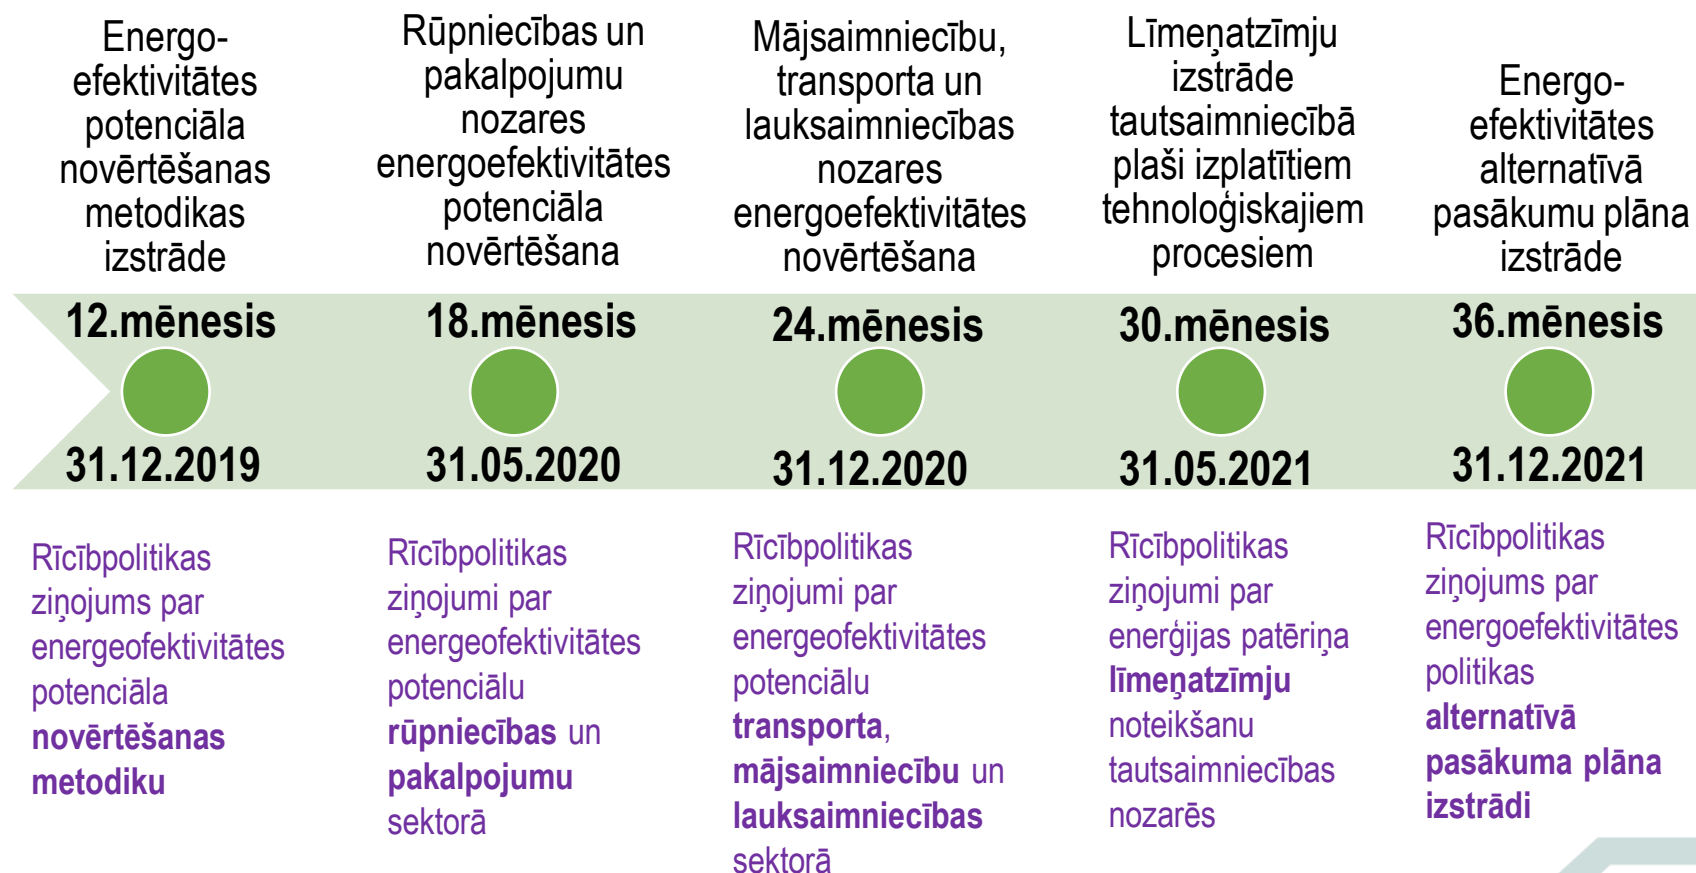 Energo-
efektivitātes
potenciāla
novērtēšanas
metodikas
izstrāde
Rūpniecības un
pakalpojumu
nozares
energoefektivitātes
potenciāla
novērtēšana
Mājsaimniecību,
transporta un
lauksaimniecības
nozares
energoefektivitātes
novērtēšana
Līmeņatzīmju
izstrāde
tautsaimniecībā
plaši izplatītiem
tehnoloģiskajiem
procesiem
Energo-
efektivitātes
alternatīvā
pasākumu plāna
izstrāde
12.mēnesis
18.mēnesis
24.mēnesis
30.mēnesis
36.mēnesis
31.12.2019
31.05.2020
31.12.2020
31.05.2021
31.12.2021
Rīcībpolitikas
ziņojums par
energeofektivitātes
potenciāla
novērtēšanas
metodiku
Rīcībpolitikas
ziņojumi par
energeofektivitātes
potenciālu
rūpniecības un
pakalpojumu
sektorā
Rīcībpolitikas
ziņojumi par
energeofektivitātes
potenciālu
transporta,
mājsaimniecību un
lauksaimniecības
sektorā
Rīcībpolitikas
ziņojumi par
enerģijas patēriņa
līmeņatzīmju
noteikšanu
tautsaimniecības
nozarēs
Rīcībpolitikas
ziņojums par
energoefektivitātes
politikas
alternatīvā
pasākuma plāna
izstrādi